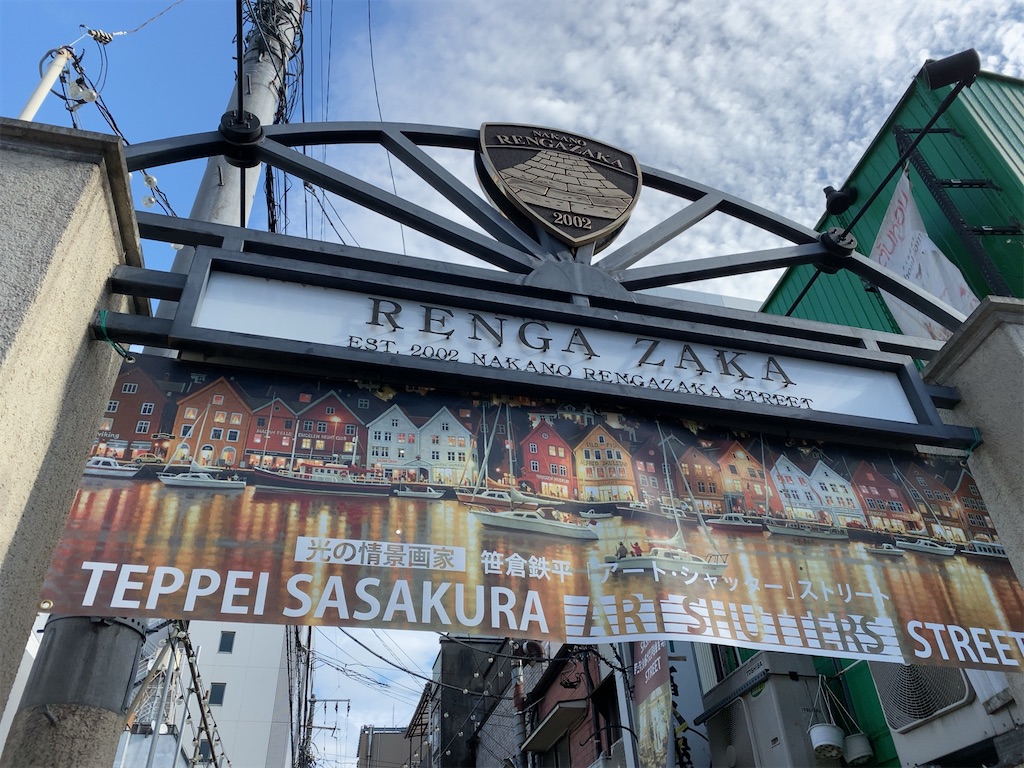 NAKANO
RENGAZAKA
2002
RENGA ZAKA
EST. 2002 NAKANO RENGAZAKA STREET
光の情景画家 笹倉鉄平「アート・シャッター」ストリート
TEPPEI SASAKURA ART SHUTTERS STREET
STREET